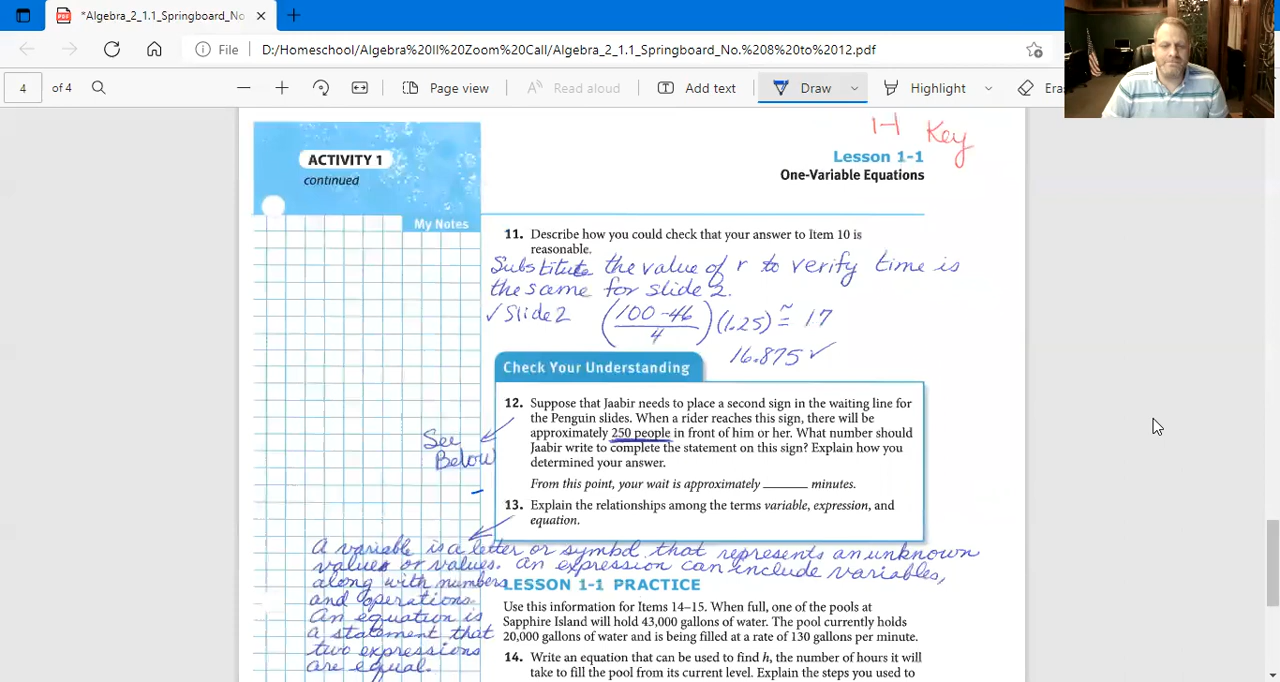 *Algebra_2_1.1_Springboard_No.
File D:/Homeschool/Algebra%20II%20Zoom%20Call/Algebra_2_1.1_Springboard_No.%208%20to%2012.pdf
4 of 4 Page view Read aloud Add text Draw Highlight Era
1-1 Key
ACTIVITY 1
continued
Lesson 1-1
One-Variable Equations
My Notes
11. Describe how you could check that your answer to Item 10 is
reasonable.
Substitute the value of r to verify time is
the same for slide 2.
✓ Slide 2 (100-46/4)(1.25) ≅ 17
16.875 ✓
Check Your Understanding
12. Suppose that Jaabir needs to place a second sign in the waiting line for
the Penguin slides. When a rider reaches this sign, there will be
approximately 250 people in front of him or her. What number should
Jaabir write to complete the statement on this sign? Explain how you
determined your answer.
See
Below
From this point, your wait is approximately ________ minutes.
13. Explain the relationships among the terms variable, expression, and
equation.
A variable is a letter or symbol that represents an unknown
value or values. An expression can include variables,
along with numbers
and operations.
An equation is
a statement that
two expressions
are equal.
LESSON 1-1 PRACTICE
Use this information for Items 14–15. When full, one of the pools at
Sapphire Island will hold 43,000 gallons of water. The pool currently holds
20,000 gallons of water and is being filled at a rate of 130 gallons per minute.
14. Write an equation that can be used to find h, the number of hours it will
take to fill the pool from its current level. Explain the steps you used to